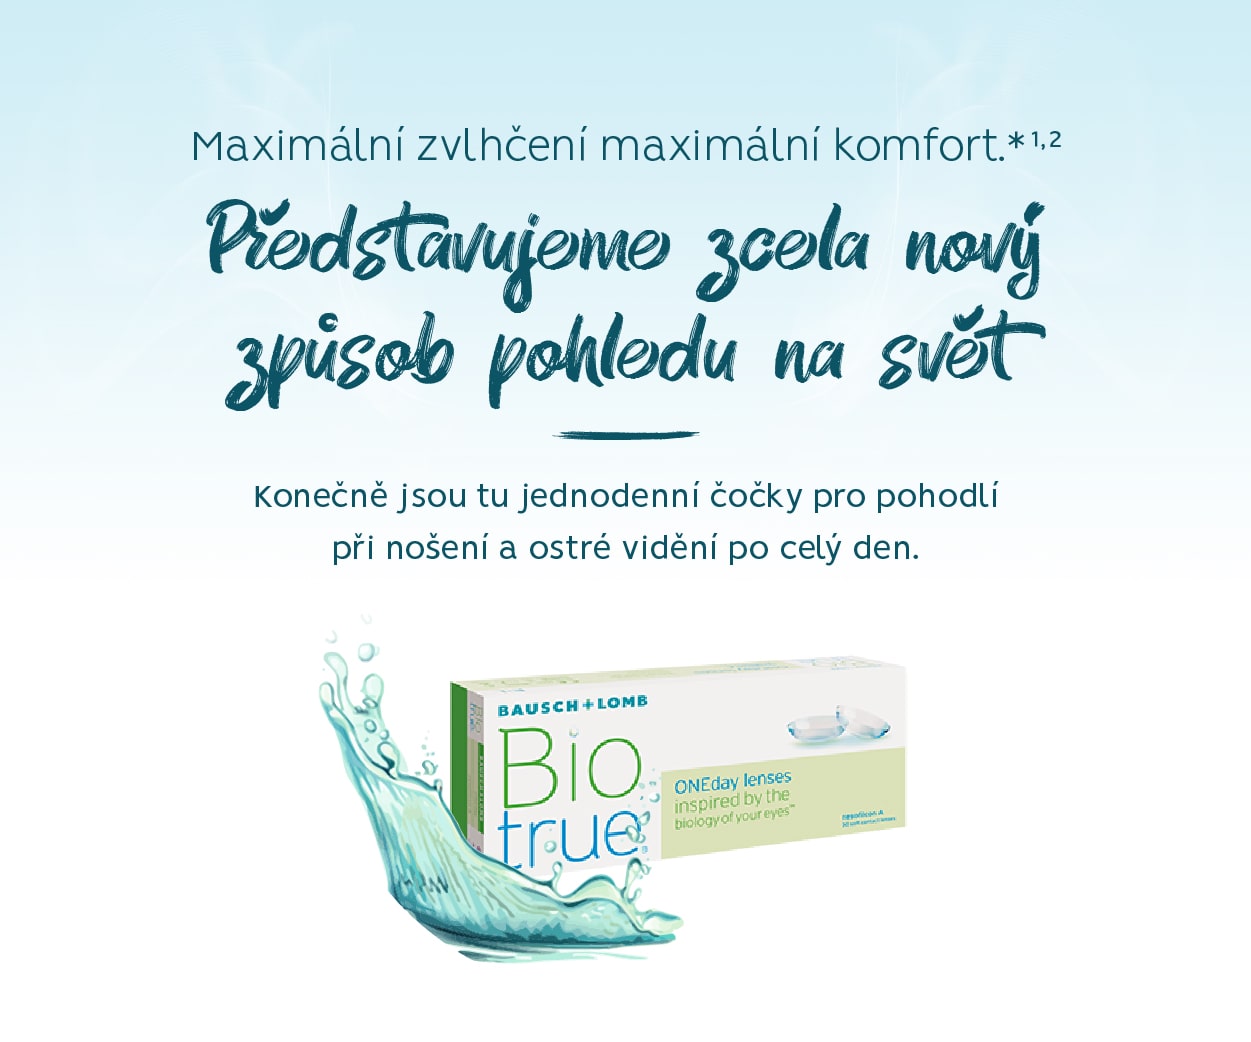 Maximální zvlhčení maximální komfort.*1,2
Představujeme zcela nový
způsob pohledu na svět
Konečně jsou tu jednodenní čočky pro pohodlí
při nošení a ostré vidění po celý den.
BAUSCH+LOMB
Bio
true®
ONEday lenses
inspired by the
biology of your eyes™
nesofilcon A